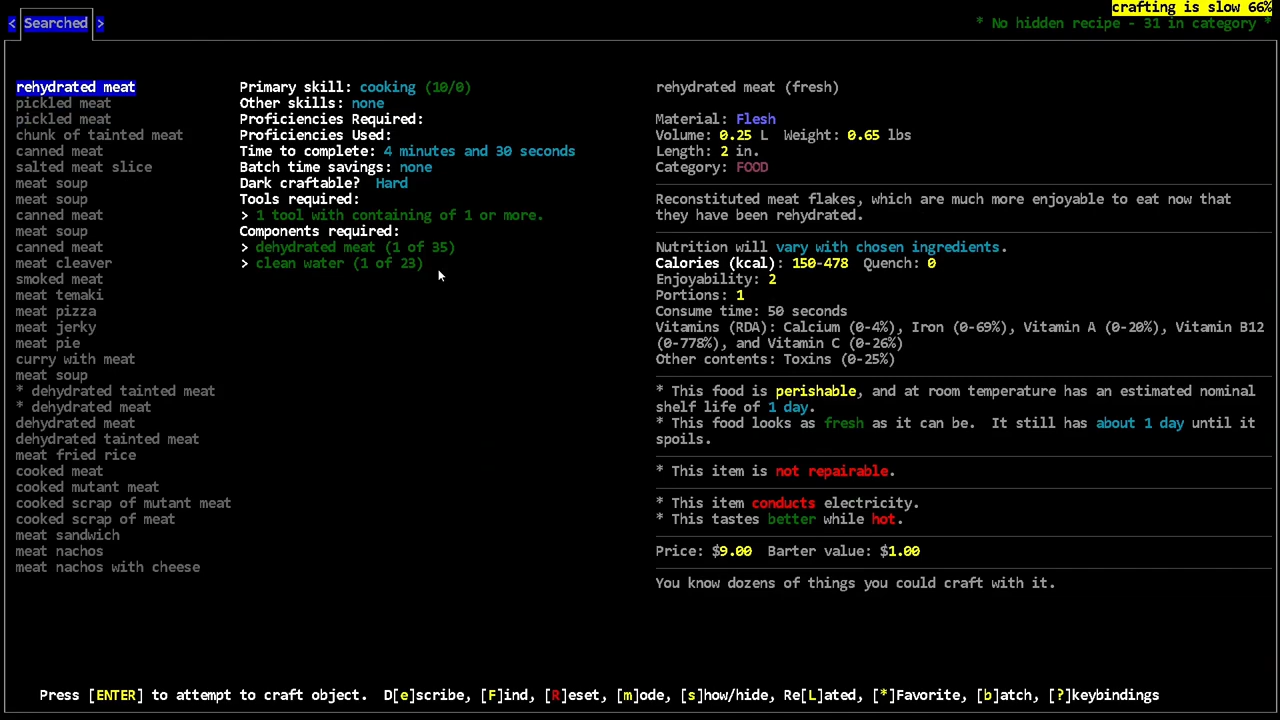 crafting is slow 66%
< Searched >
* No hidden recipe - 31 in category *
rehydrated meat
pickled meat
pickled meat
chunk of tainted meat
canned meat
salted meat slice
meat soup
meat soup
canned meat
meat soup
canned meat
meat cleaver
smoked meat
meat temaki
meat pizza
meat jerky
meat pie
curry with meat
meat soup
* dehydrated tainted meat
* dehydrated meat
dehydrated meat
dehydrated tainted meat
meat fried rice
cooked meat
cooked mutant meat
cooked scrap of mutant meat
cooked scrap of meat
meat sandwich
meat nachos
meat nachos with cheese
Primary skill: cooking (10/0)
Other skills: none
Proficiencies Required:
Proficiencies Used:
Time to complete: 4 minutes and 30 seconds
Batch time savings: none
Dark craftable? Hard
Tools required:
> 1 tool with containing of 1 or more.
Components required:
> dehydrated meat (1 of 35)
> clean water (1 of 23)
rehydrated meat (fresh)
Material: Flesh
Volume: 0.25 L Weight: 0.65 lbs
Length: 2 in.
Category: FOOD
Reconstituted meat flakes, which are much more enjoyable to eat now that
they have been rehydrated.
Nutrition will vary with chosen ingredients.
Calories (kcal): 150-478 Quench: 0
Enjoyability: 2
Portions: 1
Consume time: 50 seconds
Vitamins (RDA): Calcium (0-4%), Iron (0-69%), Vitamin A (0-20%), Vitamin B12
(0-778%), and Vitamin C (0-26%)
Other contents: Toxins (0-25%)
* This food is perishable, and at room temperature has an estimated nominal
shelf life of 1 day.
* This food looks as fresh as it can be. It still has about 1 day until it
spoils.
* This item is not repairable.
* This item conducts electricity.
* This tastes better while hot.
Price: $9.00 Barter value: $1.00
You know dozens of things you could craft with it.
Press [ENTER] to attempt to craft object. D[e]scribe, [F]ind, [R]eset, [m]ode, [s]how/hide, Re[L]ated, [*]Favorite, [b]atch, [?]keybindings